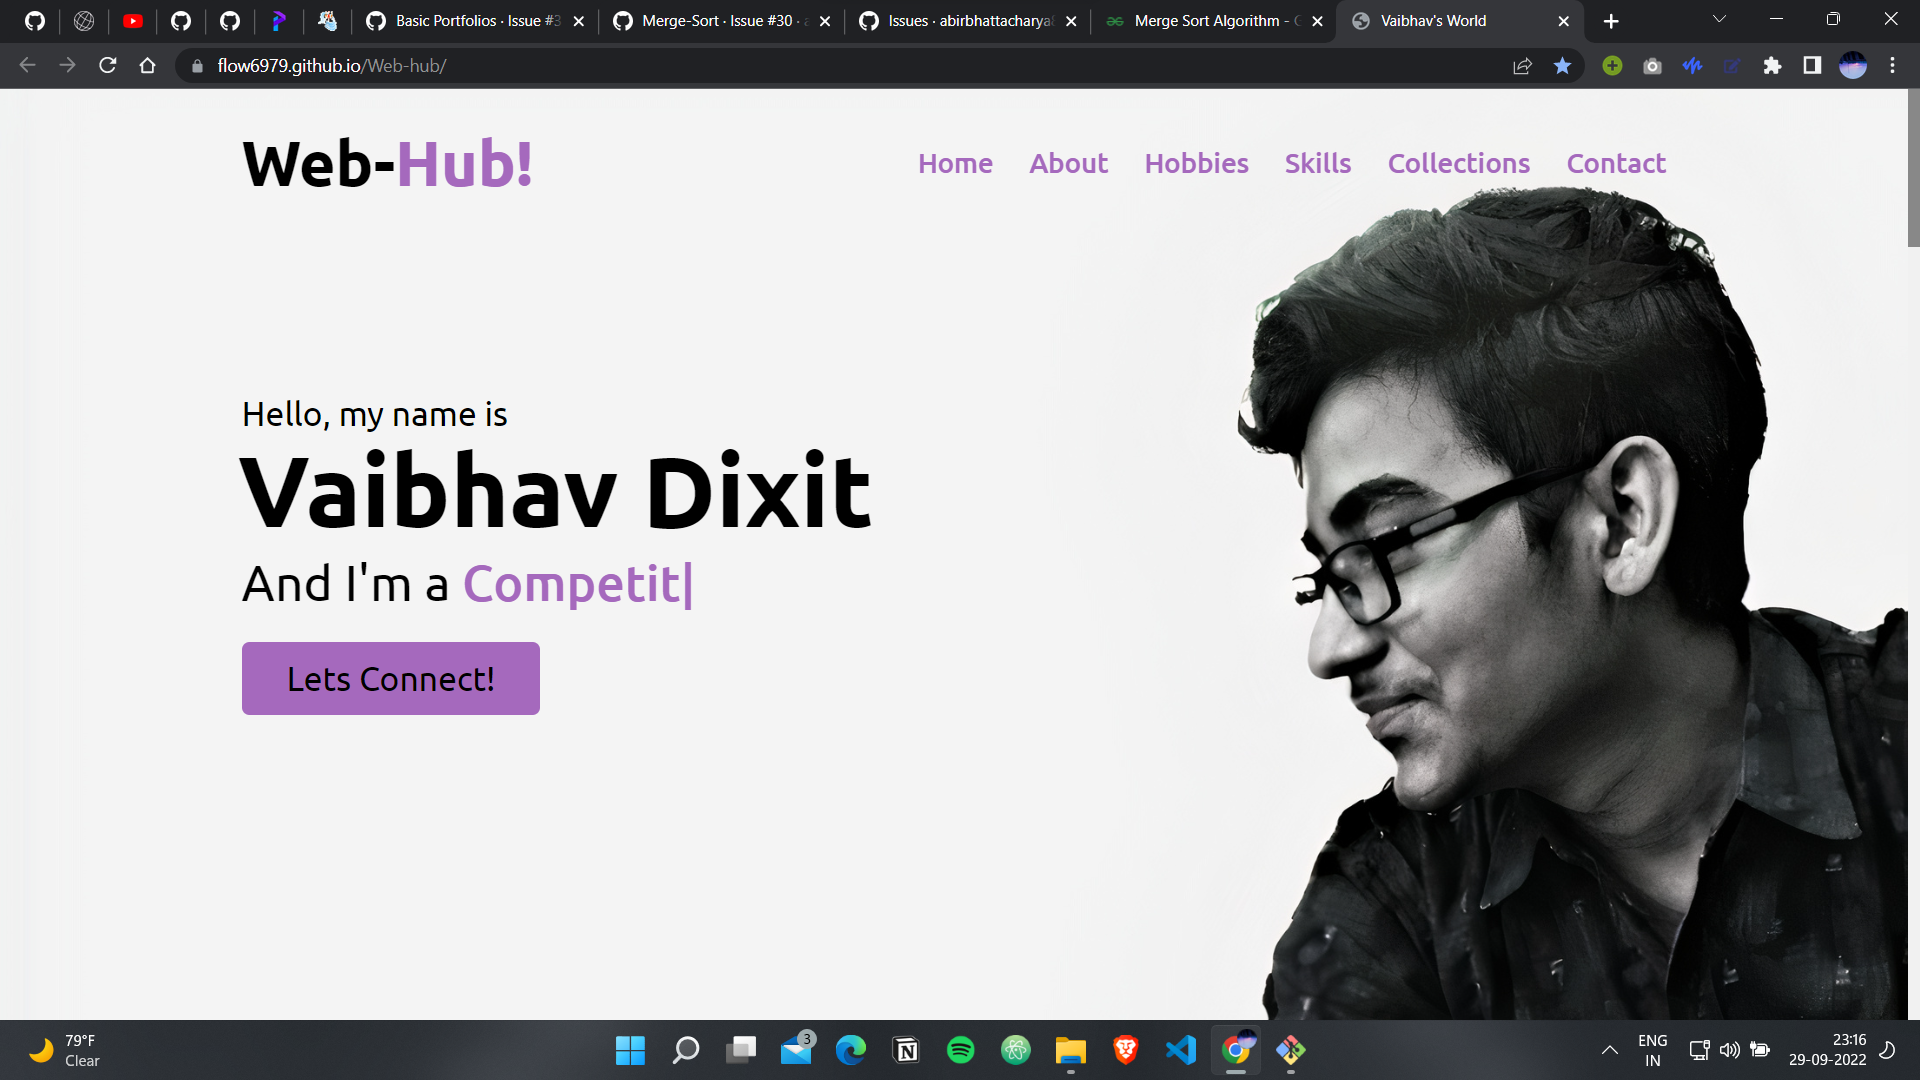 Basic Portfolios · Issue #3
Merge-Sort · Issue #30 ·
Issues · abirbhattacharya
Merge Sort Algorithm -
Vaibhav's World
flow6979.github.io/Web-hub/
Web-Hub!
Home About Hobbies Skills Collections Contact
Hello, my name is
Vaibhav Dixit
And I'm a Competit|
Lets Connect!
79°F
Clear
3
ENG
IN
23:16
29-09-2022